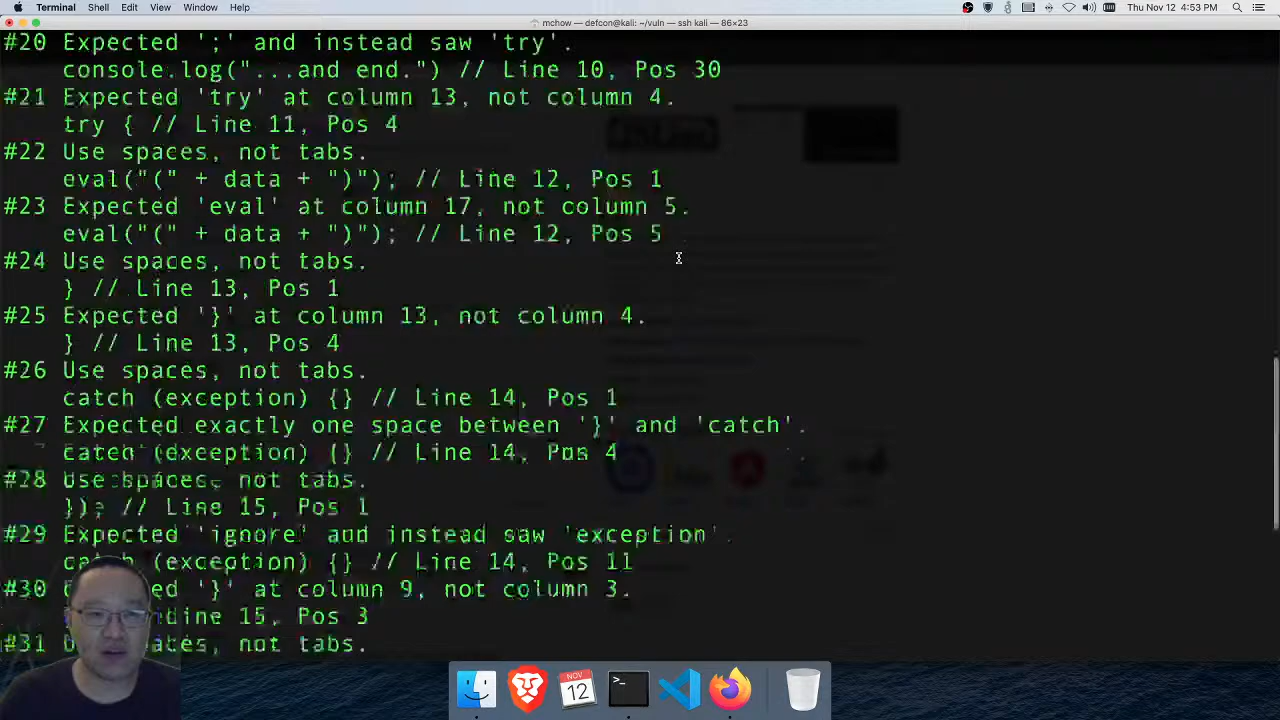 Terminal Shell Edit View Window Help Thu Nov 12 4:53 PM
mchow — defcon@kali: ~/vuln — ssh kali — 86×23
#20 Expected ';' and instead saw 'try'.
console.log("...and end.") // Line 10, Pos 30
#21 Expected 'try' at column 13, not column 4.
try { // Line 11, Pos 4
#22 Use spaces, not tabs.
eval("(" + data + ")"); // Line 12, Pos 1
#23 Expected 'eval' at column 17, not column 5.
eval("(" + data + ")"); // Line 12, Pos 5
#24 Use spaces, not tabs.
} // Line 13, Pos 1
#25 Expected '}' at column 13, not column 4.
} // Line 13, Pos 4
#26 Use spaces, not tabs.
catch (exception) {} // Line 14, Pos 1
#27 Expected exactly one space between '}' and 'catch'.
catch (exception) {} // Line 14, Pos 4
#28 Use spaces, not tabs.
}); // Line 15, Pos 1
#29 Expected 'ignore' and instead saw 'exception'.
catch (exception) {} // Line 14, Pos 11
#30 '}' at column 9, not column 3.
15, Pos 3
#31 not tabs.
NOV
12